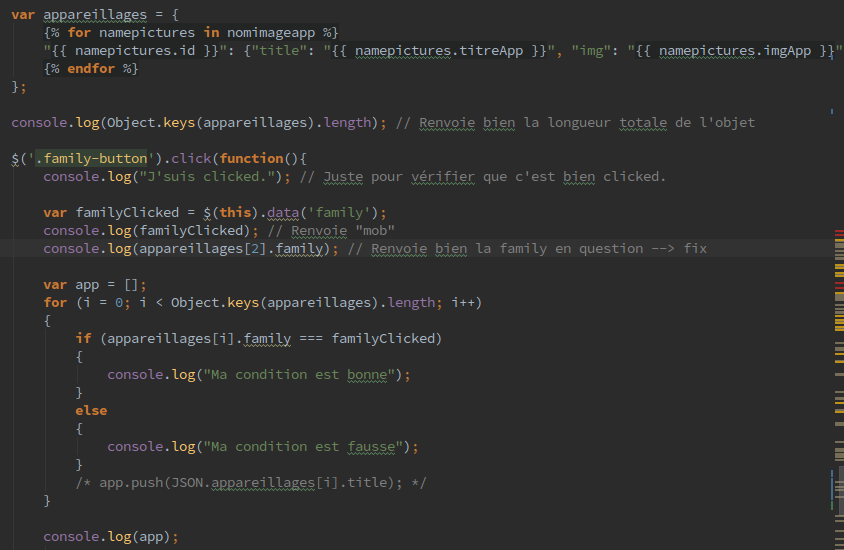 var appareillages = {
    {% for namepictures in nomimageapp %}
    "{{ namepictures.id }}": {"title": "{{ namepictures.titreApp }}", "img": "{{ namepictures.imgApp }}"
    {% endfor %}
};

console.log(Object.keys(appareillages).length); // Renvoie bien la longueur totale de l'objet

$('.family-button').click(function(){
    console.log("J'suis clicked."); // Juste pour vérifier que c'est bien clicked.

    var familyClicked = $(this).data('family');
    console.log(familyClicked); // Renvoie "mob"
    console.log(appareillages[2].family); // Renvoie bien la family en question --> fix

    var app = [];
    for (i = 0; i < Object.keys(appareillages).length; i++)
    {
        if (appareillages[i].family === familyClicked)
        {
            console.log("Ma condition est bonne");
        }
        else
        {
            console.log("Ma condition est fausse");
        }
        /* app.push(JSON.appareillages[i].title); */
    }

    console.log(app);